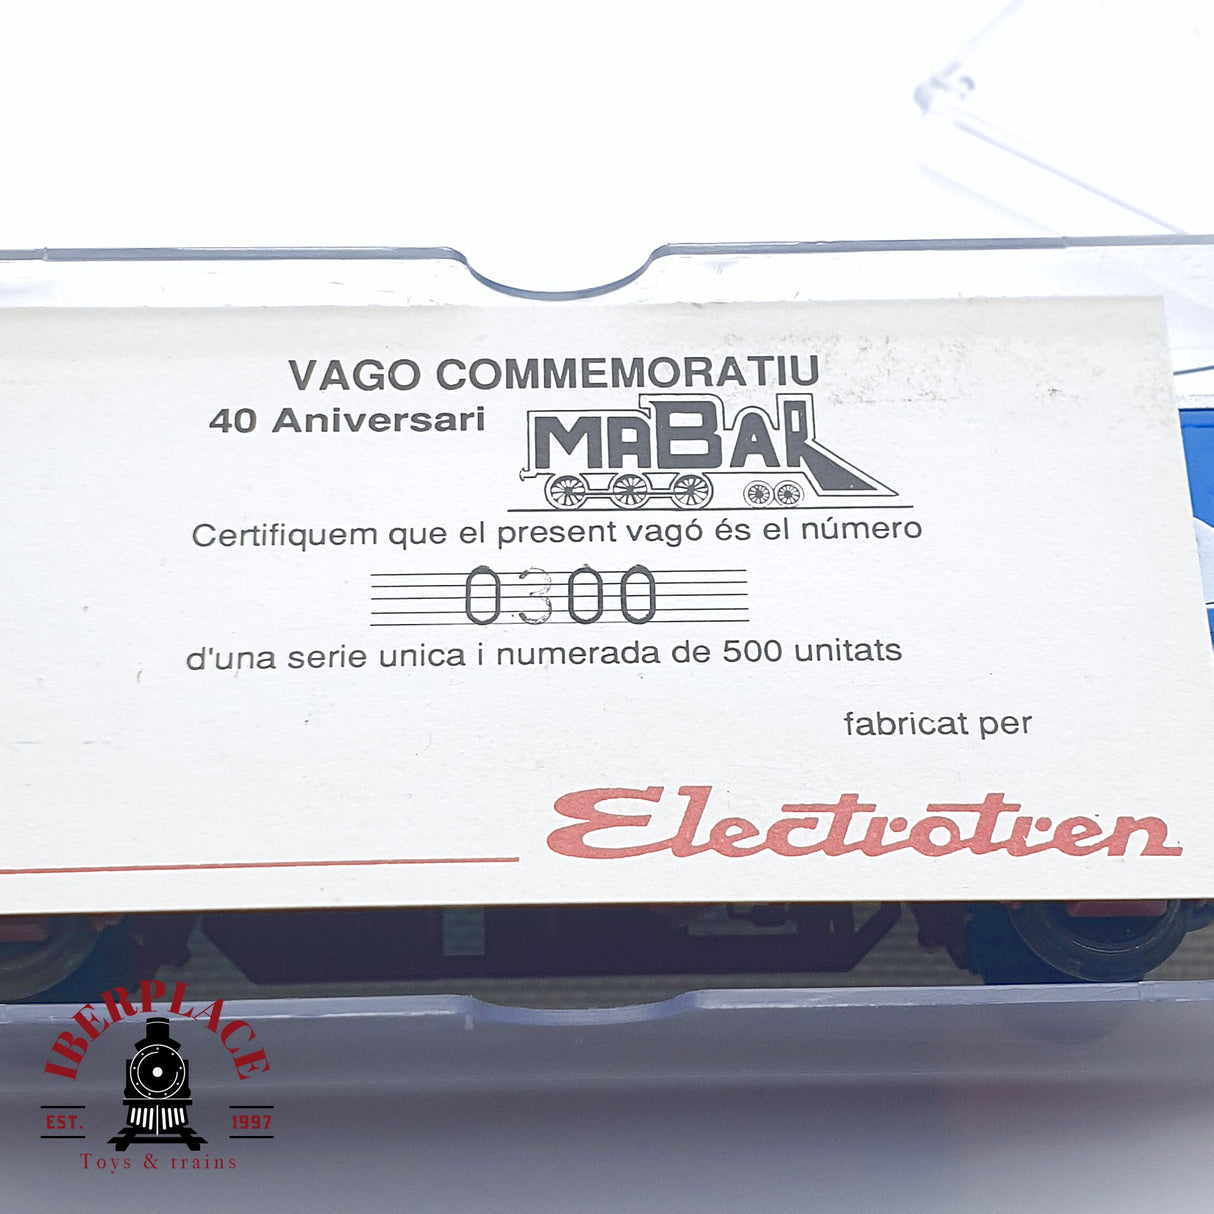 VAGO COMMEMORATIU
40 Aniversari
MABAR
Certifiquem que el present vagó és el número
0300
d'una serie unica i numerada de 500 unitats
fabricat per
Electrotren
IBERPLACE
EST. 1997
Toys & trains